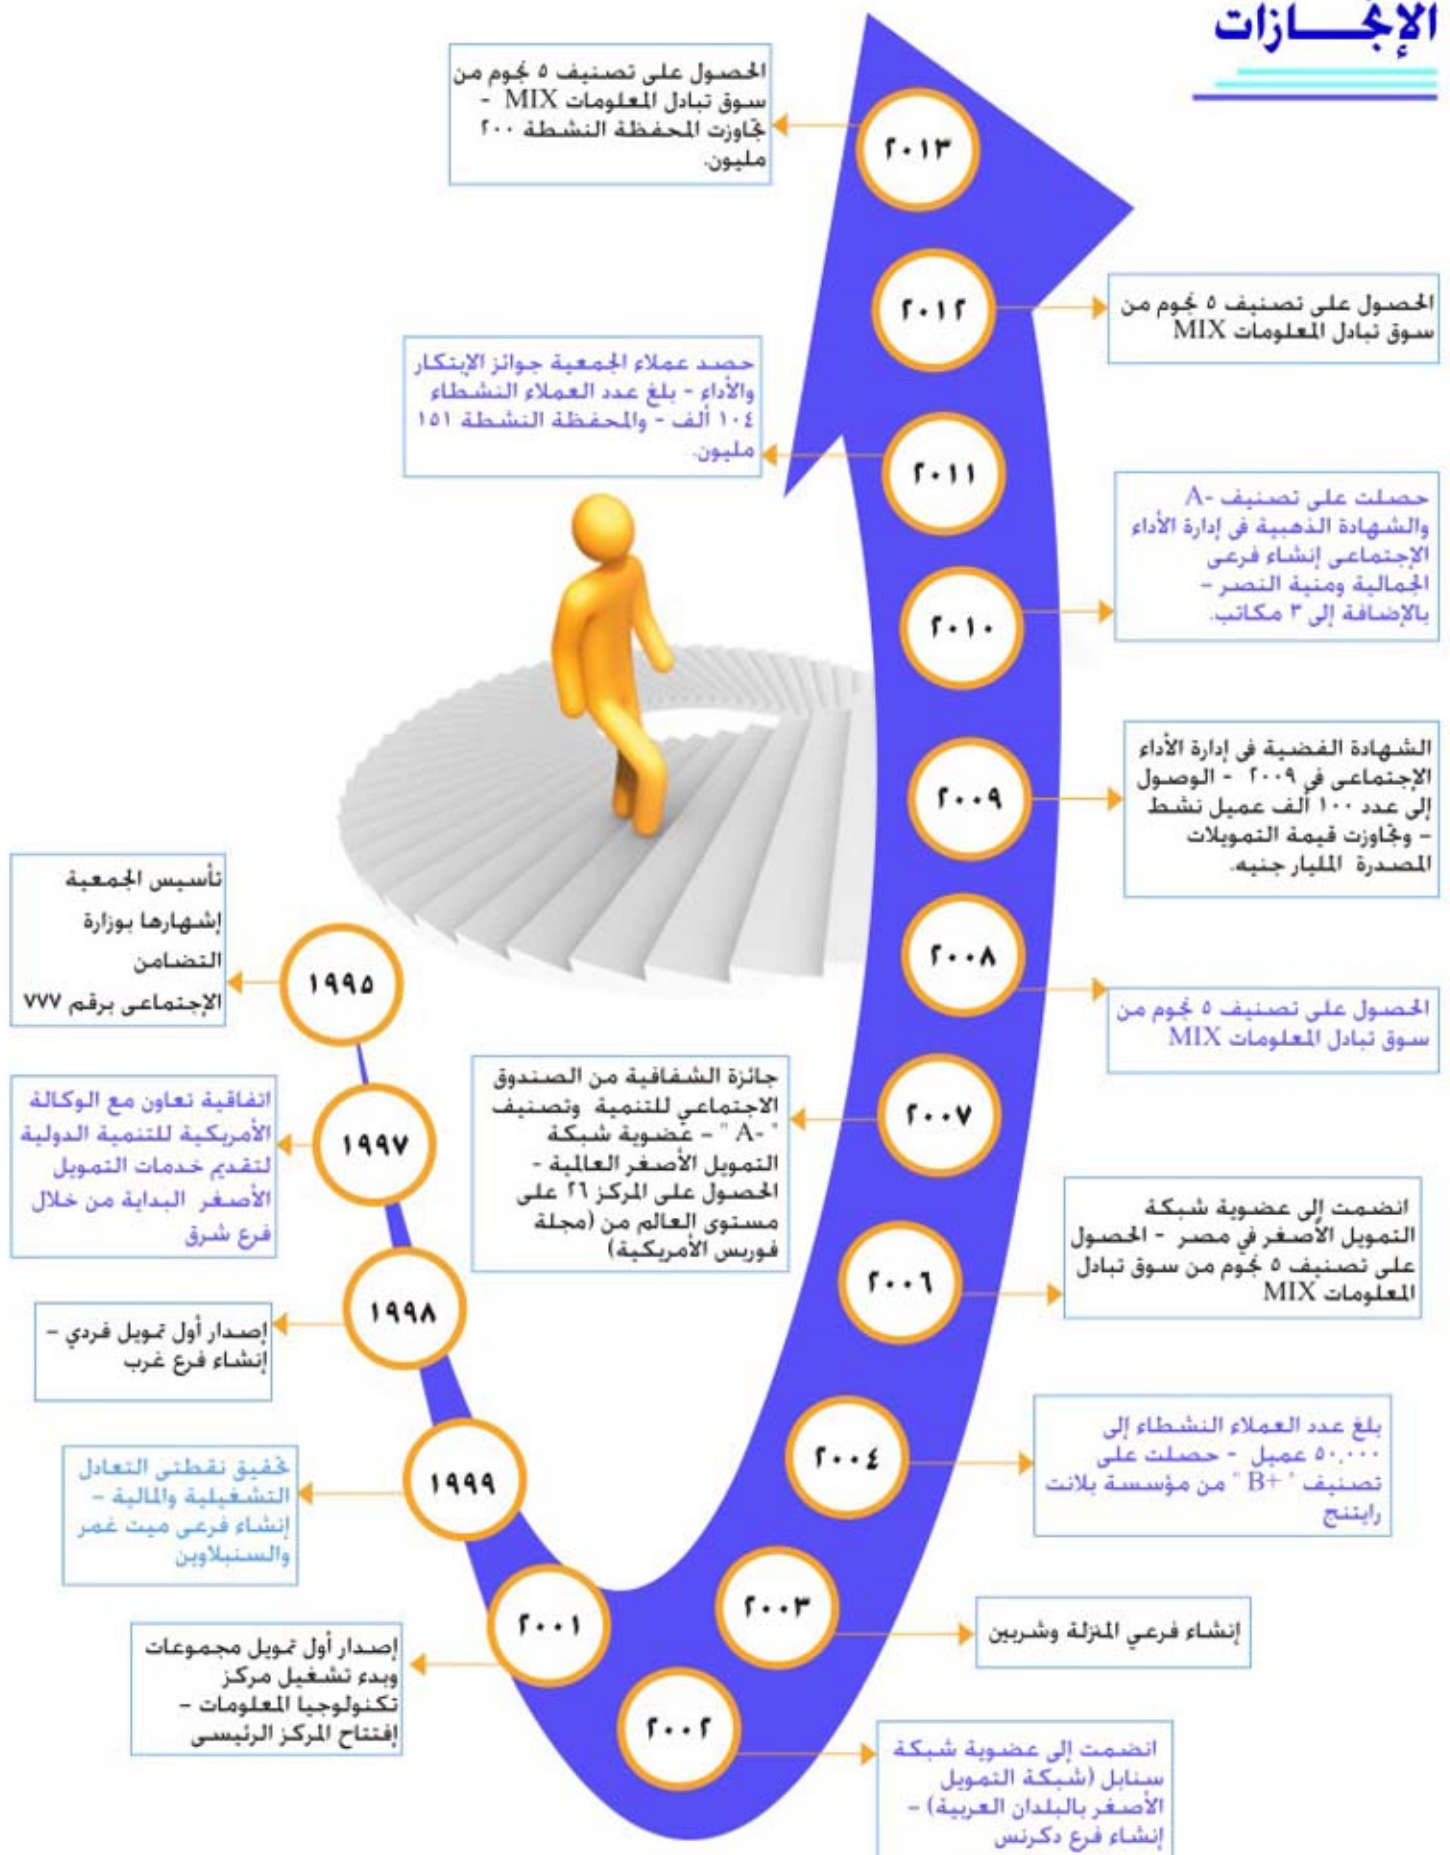 الإنجــــازات
٢٠١٣
الحصول على تصنيف ٥ نجوم من
سوق تبادل المعلومات MIX -
تجاوزت المحفظة النشطة ٢٠٠
مليون.
٢٠١٢
الحصول على تصنيف ٥ نجوم من
سوق تبادل المعلومات MIX
٢٠١١
حصد عملاء الجمعية جوائز الإبتكار
والأداء - بلغ عدد العملاء النشطاء
١٠٤ ألف - والمحفظة النشطة ١٥١
مليون.
٢٠١٠
حصلت على تصنيف A-
والشهادة الذهبية فى إدارة الأداء
الإجتماعى إنشاء فرعى
الجمالية ومنية النصر –
بالإضافة إلى ٣ مكاتب.
٢٠٠٩
الشهادة الفضية فى إدارة الأداء
الإجتماعى فى ٢٠٠٩ - الوصول
إلى عدد ١٠٠ ألف عميل نشط
– وتجاوزت قيمة التمويلات
المصدرة المليار جنيه.
٢٠٠٨
الحصول على تصنيف ٥ نجوم من
سوق تبادل المعلومات MIX
٢٠٠٧
جائزة الشفافية من الصندوق
الاجتماعي للتنمية وتصنيف
" A- " – عضوية شبكة
التمويل الأصغر العالمية -
الحصول على المركز ٢٦ على
مستوى العالم من (مجلة
فوربس الأمريكية)
٢٠٠٦
انضمت إلى عضوية شبكة
التمويل الأصغر في مصر - الحصول
على تصنيف ٥ نجوم من سوق تبادل
المعلومات MIX
٢٠٠٤
بلغ عدد العملاء النشطاء إلى
٥٠,٠٠٠ عميل - حصلت على
تصنيف " B+ " من مؤسسة بلانت
رايتنج
٢٠٠٣
إنشاء فرعي المنزلة وشربين
٢٠٠٢
انضمت إلى عضوية شبكة
سنابل (شبكة التمويل
الأصغر بالبلدان العربية) –
إنشاء فرع دكرنس
٢٠٠١
إصدار أول تمويل مجموعات
وبدء تشغيل مركز
تكنولوجيا المعلومات –
إفتتاح المركز الرئيسى
١٩٩٩
تحقيق نقطتى التعادل
التشغيلية والمالية –
إنشاء فرعى ميت غمر
والسنبلاوين
١٩٩٨
إصدار أول تمويل فردي –
إنشاء فرع غرب
١٩٩٧
اتفاقية تعاون مع الوكالة
الأمريكية للتنمية الدولية
لتقديم خدمات التمويل
الأصغر البداية من خلال
فرع شرق
١٩٩٥
تأسيس الجمعية
إشهارها بوزارة
التضامن
الإجتماعى برقم ٧٧٧